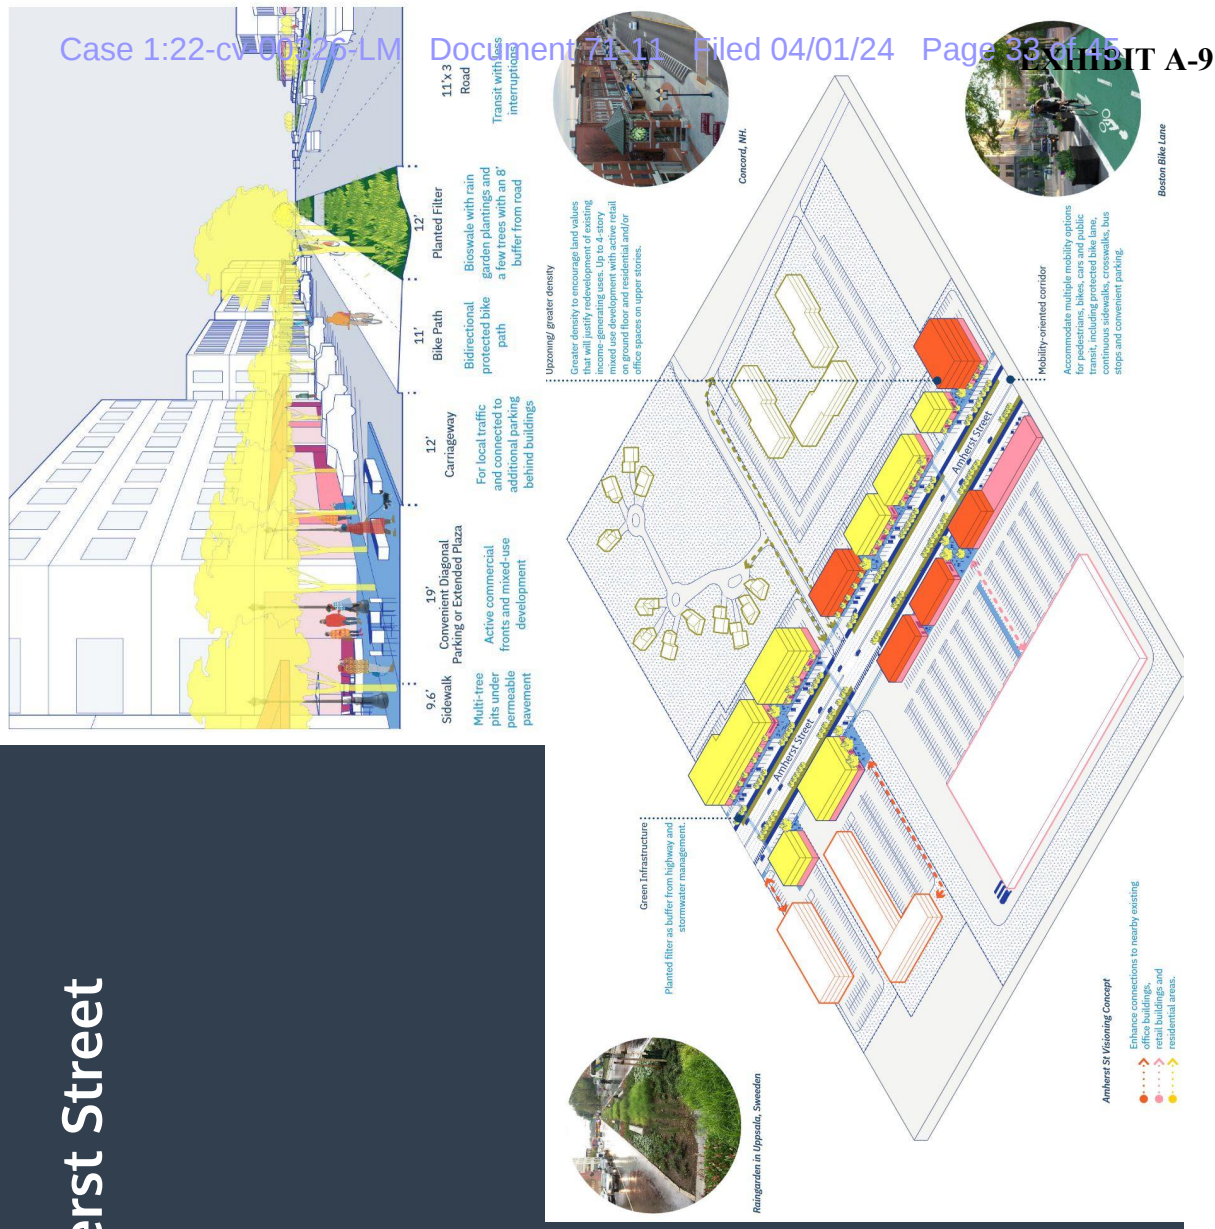 Case 1:22-cv-00326-LM Document 71-11 Filed 04/01/24 Page 33 of 45
EXHIBIT A-9
erst Street
9.6'
Sidewalk
Multi-tree
pits under
permeable
pavement
19'
Convenient Diagonal
Parking or Extended Plaza
Active commercial
fronts and mixed-use
development
12'
Carriageway
For local traffic
and connected to
additional parking
behind buildings
11'
Bike Path
Bidirectional
protected bike
path
12'
Planted Filter
Bioswale with rain
garden plantings and
a few trees with an 8'
buffer from road
11'x 3
Road
Transit with less
interruptions
Raingarden in Uppsala, Sweeden
Green Infrastructure
Planted filter as buffer from highway and
stormwater management.
Upzoning/ greater density
Greater density to encourage land values
that will justify redevelopment of existing
income-generating uses. Up to 4-story
mixed use development with active retail
on ground floor and residential and/or
office spaces on upper stories.
Concord, NH.
Amherst Street
Amherst Street
Mobility-oriented corridor
Accommodate multiple mobility options
for pedestrians, bikes, cars and public
transit, including protected bike lane,
continuous sidewalks, crosswalks, bus
stops and convenient parking.
Boston Bike Lane
Amherst St Visioning Concept
Enhance connections to nearby existing
office buildings,
retail buildings and
residential areas.